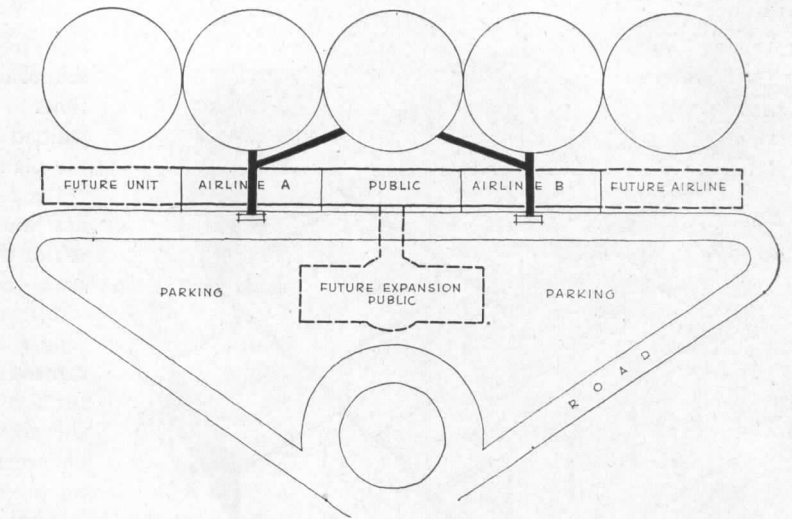 FUTURE UNIT
AIRLINE A
PUBLIC
AIRLINE B
FUTURE AIRLINE
PARKING
FUTURE EXPANSION
PUBLIC
PARKING
ROAD